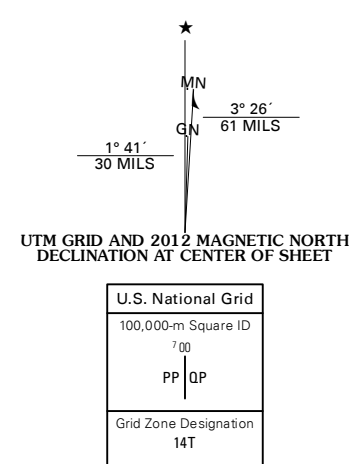 ★
MN
3° 26´
61 MILS
GN
1° 41´
30 MILS
UTM GRID AND 2012 MAGNETIC NORTH
DECLINATION AT CENTER OF SHEET
U.S. National Grid
100,000-m Square ID
7 00
PP QP
Grid Zone Designation
14T